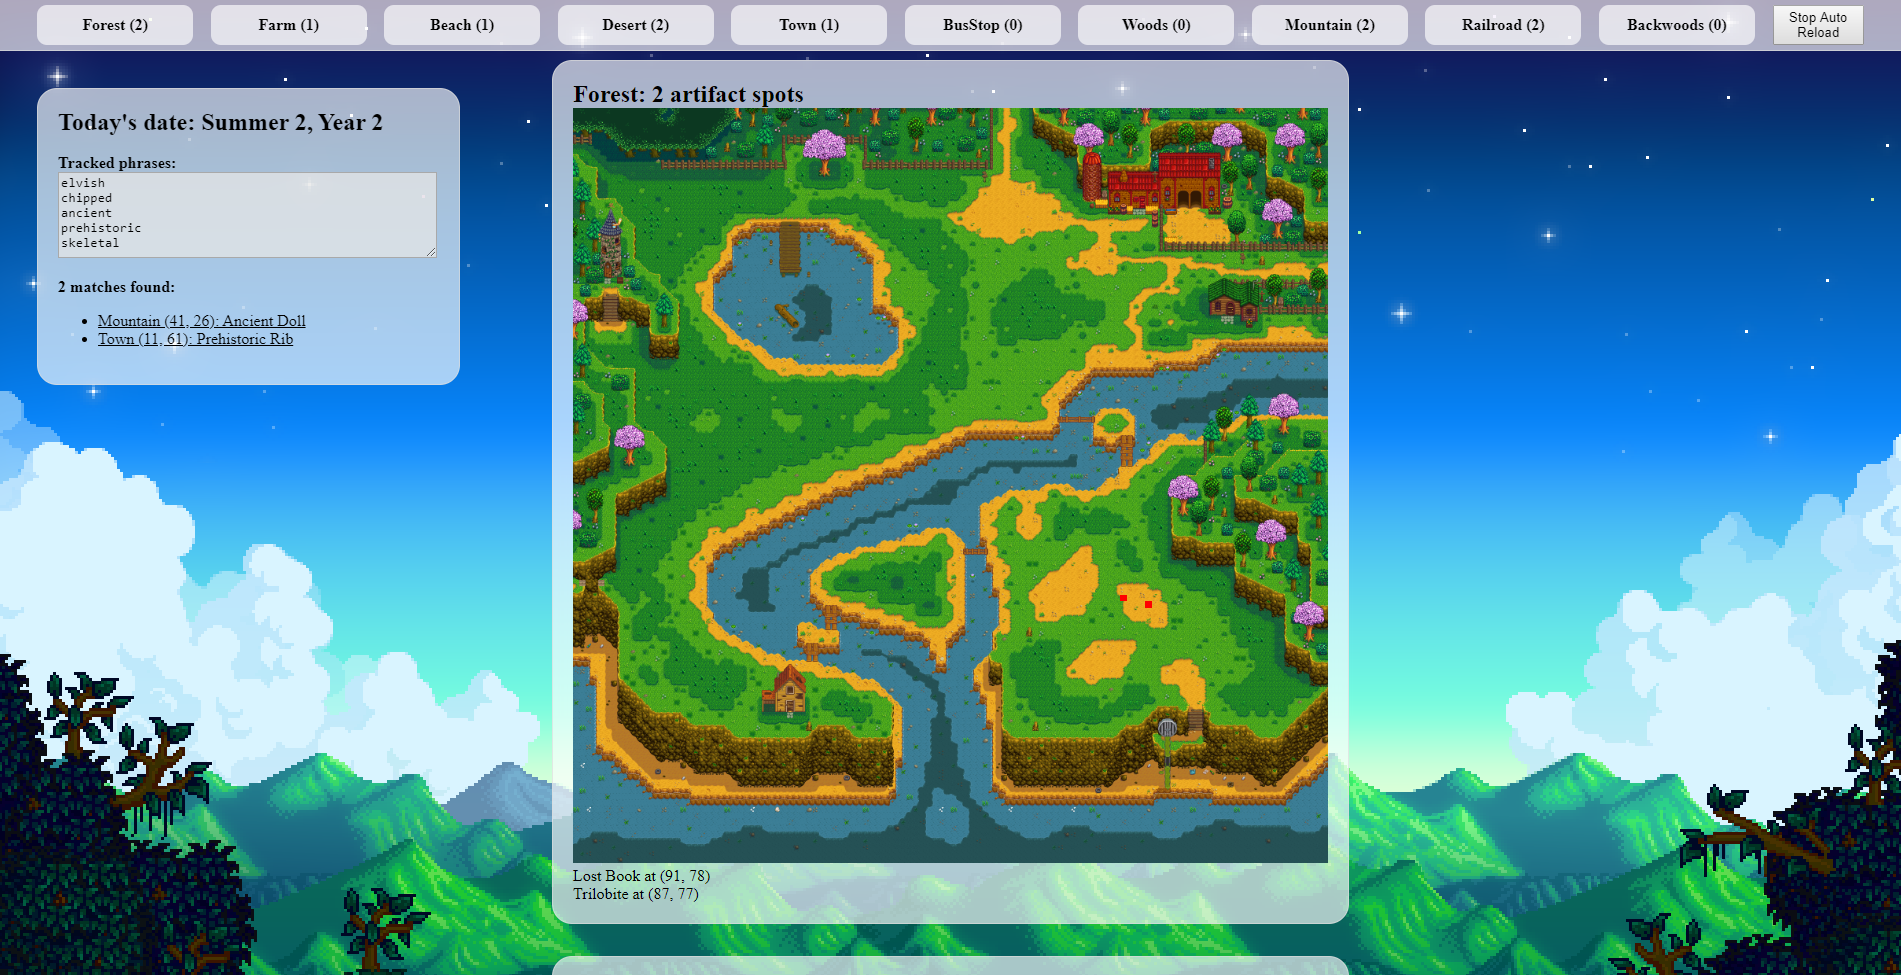 Forest (2)
Farm (1)
Beach (1)
Desert (2)
Town (1)
BusStop (0)
Woods (0)
Mountain (2)
Railroad (2)
Backwoods (0)
Stop Auto
Reload
Today's date: Summer 2, Year 2
Tracked phrases:
elvish
chipped
ancient
prehistoric
skeletal
2 matches found:
Mountain (41, 26): Ancient Doll
Town (11, 61): Prehistoric Rib
Forest: 2 artifact spots
Lost Book at (91, 78)
Trilobite at (87, 77)